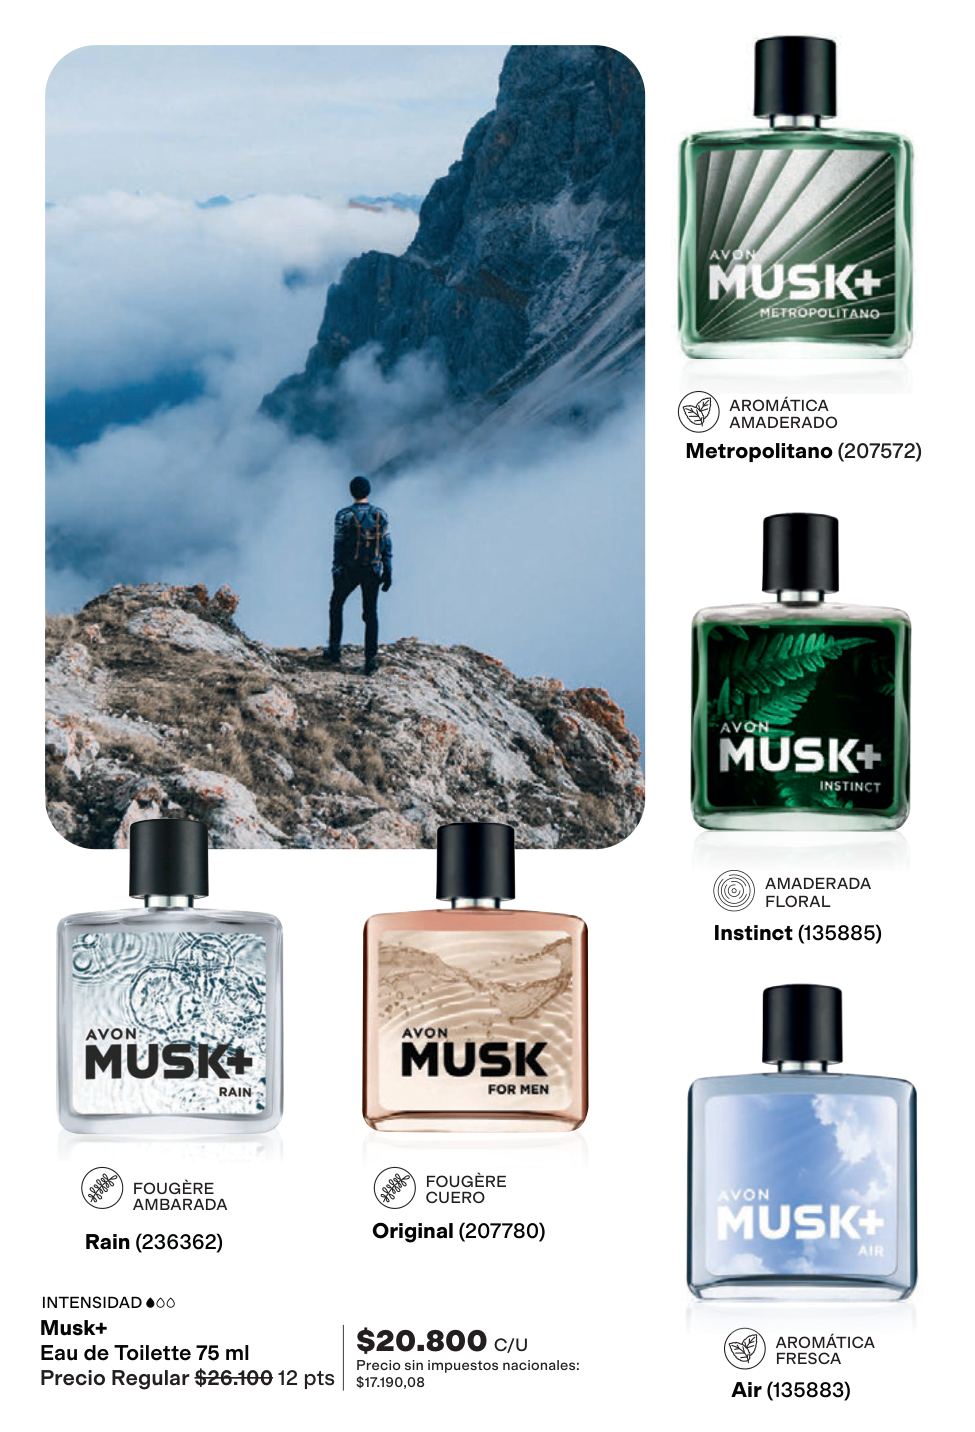 AVON
MUSK+
METROPOLITANO
AROMÁTICA
AMADERADO
Metropolitano (207572)
AVON
MUSK+
INSTINCT
AMADERADA
FLORAL
Instinct (135885)
AVON
MUSK+
RAIN
FOUGÈRE
AMBARADA
Rain (236362)
AVON
MUSK
FOR MEN
FOUGÈRE
CUERO
Original (207780)
AVON
MUSK+
AIR
AROMÁTICA
FRESCA
Air (135883)
INTENSIDAD
Musk+
Eau de Toilette 75 ml
Precio Regular $26.100 12 pts
$20.800 C/U
Precio sin impuestos nacionales:
$17.190,08